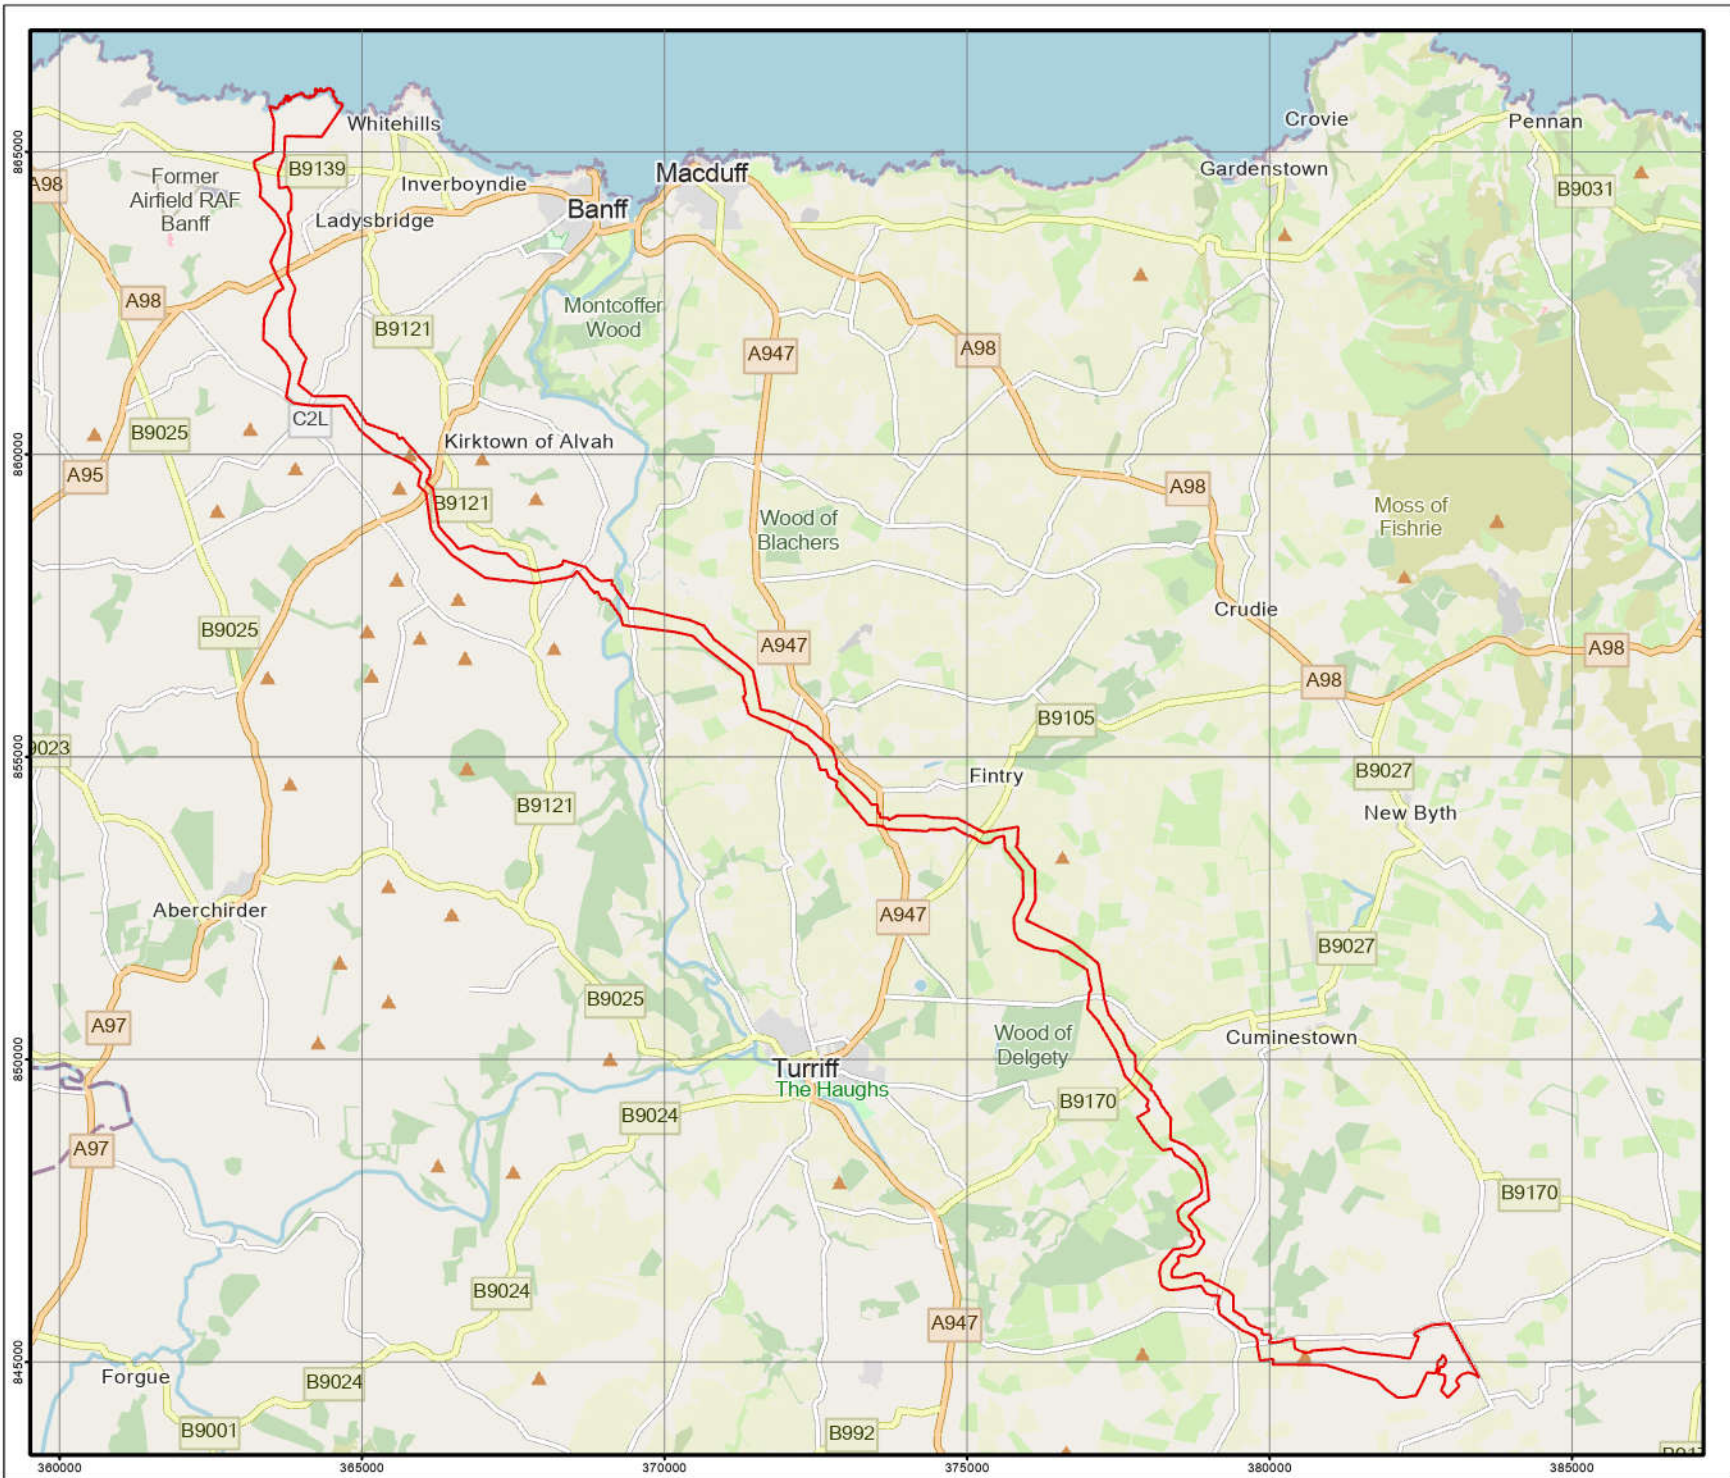 Crovie
Pennan
Whitehills
865000
B9139
Macduff
Gardenstown
A98
Former
Airfield RAF
Banff
Inverboyndie
B9031
Banff
Ladysbridge
A98
Montcoffer
Wood
B9121
A947
A98
C2L
B9025
Kirktown of Alvah
860000
A95
A98
B9121
Moss of
Fishrie
Wood of
Blachers
Crudie
B9025
A947
A98
A98
B9105
9023
855000
Fintry
B9027
B9121
New Byth
Aberchirder
A947
B9027
B9025
A97
Wood of
Delgety
Cuminestown
850000
Turriff
The Haughs
B9170
B9024
A97
B9170
B9024
A947
845000
Forgue
B9024
B9001
B992
360000
365000
370000
375000
380000
385000